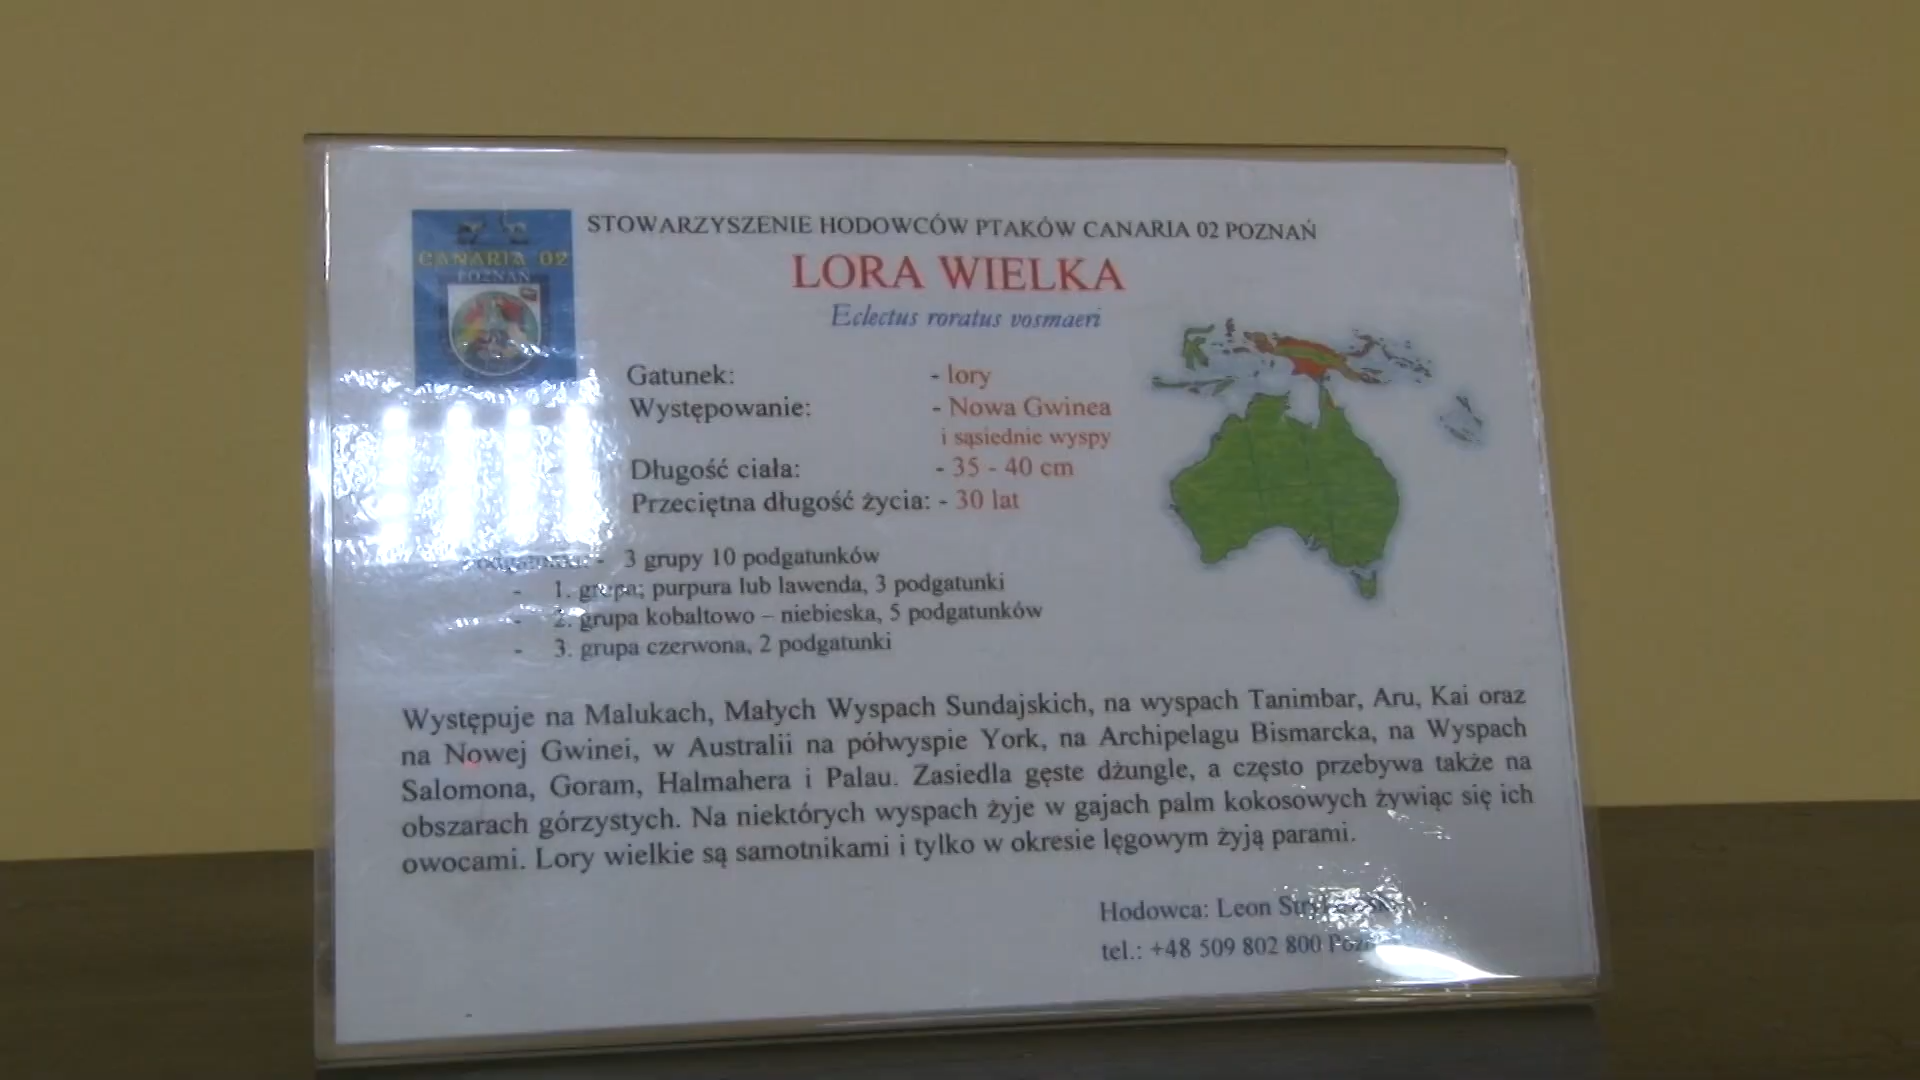 STOWARZYSZENIE HODOWCÓW PTAKÓW CANARIA 02 POZNAŃ
CANARIA 02
POZNAŃ
LORA WIELKA
Eclectus roratus vosmaeri
Gatunek: - lory
Występowanie: - Nowa Gwinea
i sąsiednie wyspy
Długość ciała: - 35 - 40 cm
Przeciętna długość życia: - 30 lat
- 3 grupy 10 podgatunków
- 1. grupa; purpura lub lawenda, 3 podgatunki
- 2. grupa kobaltowo – niebieska, 5 podgatunków
- 3. grupa czerwona, 2 podgatunki
Występuje na Malukach, Małych Wyspach Sundajskich, na wyspach Tanimbar, Aru, Kai oraz
na Nowej Gwinei, w Australii na półwyspie York, na Archipelagu Bismarcka, na Wyspach
Salomona, Goram, Halmahera i Palau. Zasiedla gęste dżungle, a często przebywa także na
obszarach górzystych. Na niektórych wyspach żyje w gajach palm kokosowych żywiąc się ich
owocami. Lory wielkie są samotnikami i tylko w okresie lęgowym żyją parami.
Hodowca: Leon
tel.: +48 509 802 800